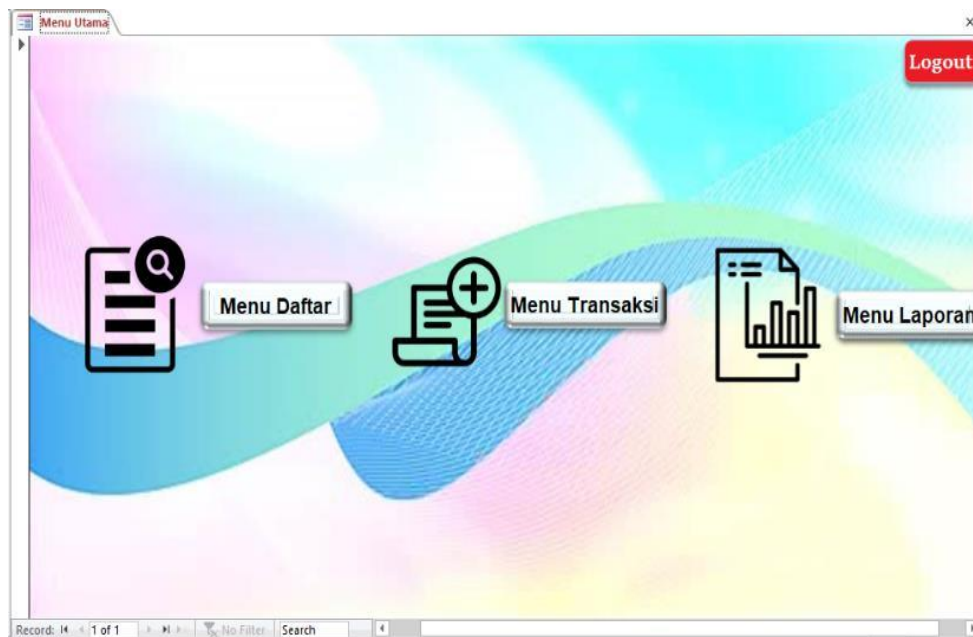 Menu Utama
Logout
Menu Daftar
Menu Transaksi
Menu Laporan
Record: 1 of 1 No Filter Search